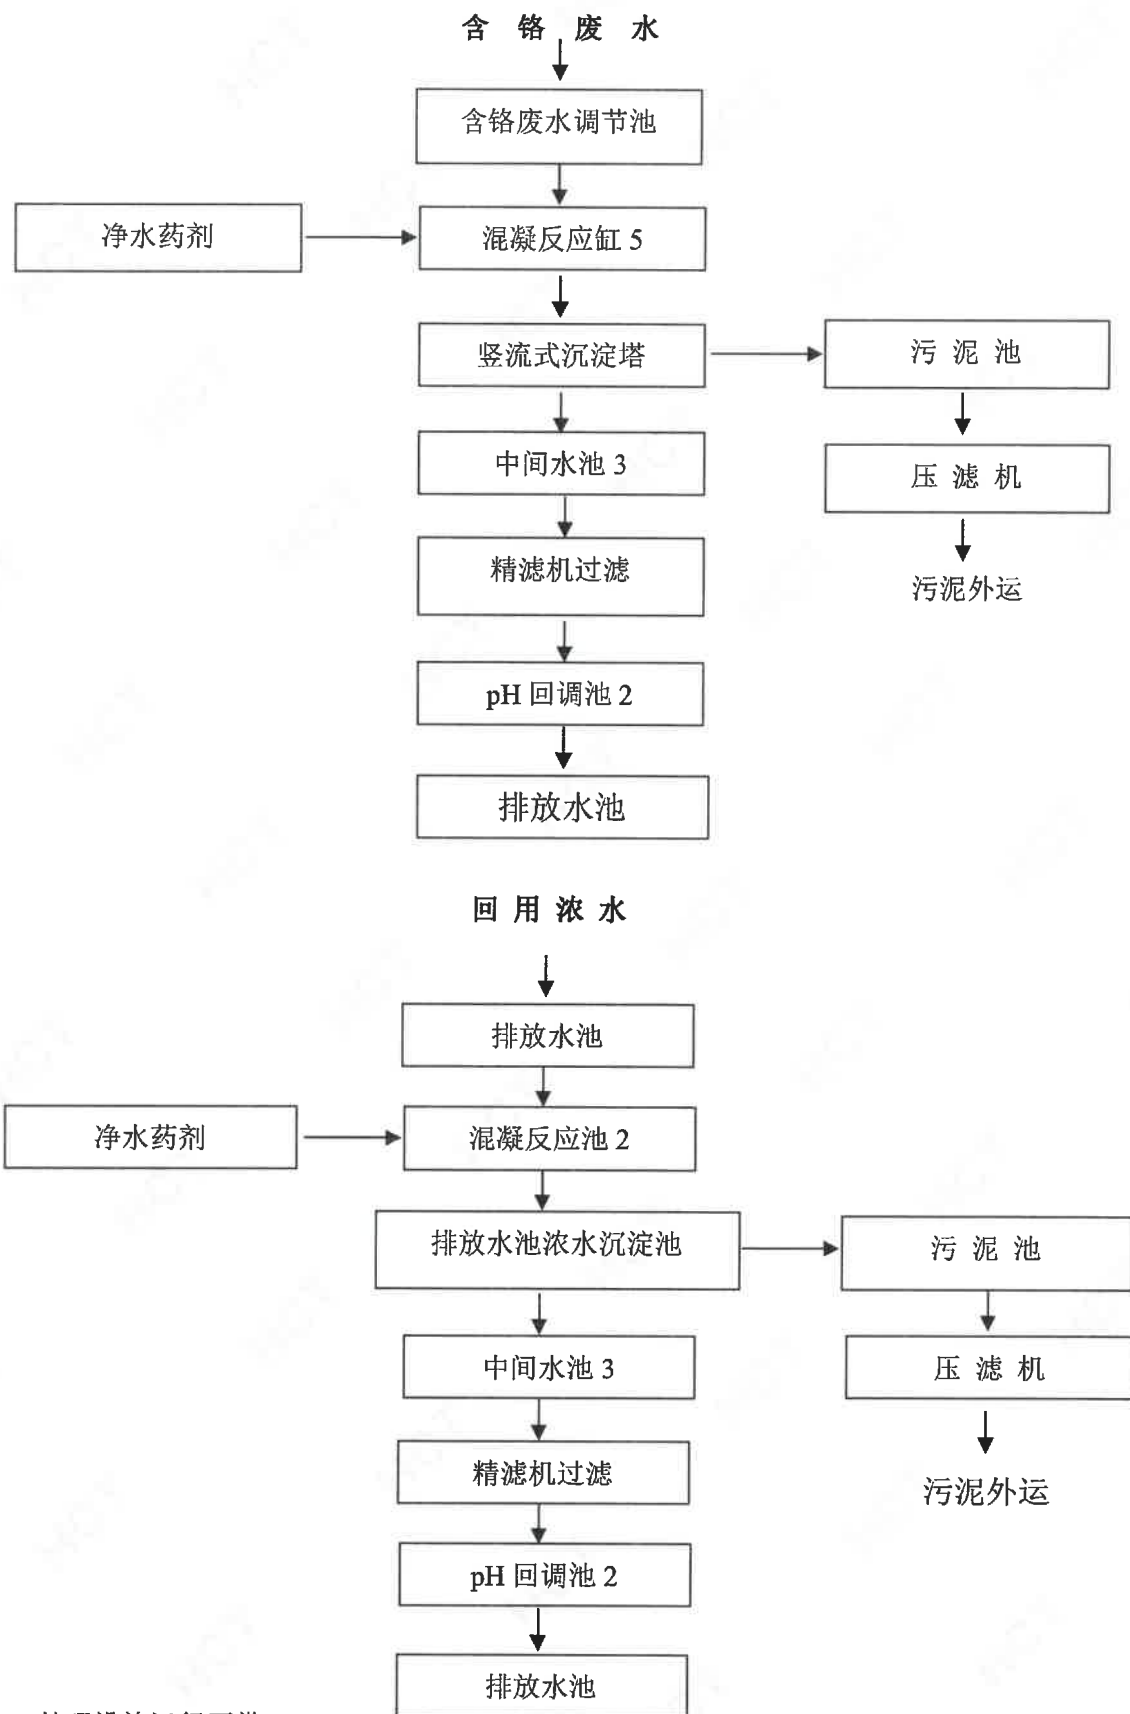 含 铬 废 水
含铬废水调节池
净水药剂
混凝反应缸 5
竖流式沉淀塔
污 泥 池
中间水池 3
压 滤 机
精滤机过滤
污泥外运
pH 回调池 2
排放水池
回 用 浓 水
排放水池
净水药剂
混凝反应池 2
排放水池浓水沉淀池
污 泥 池
中间水池 3
压 滤 机
精滤机过滤
污泥外运
pH 回调池 2
排放水池